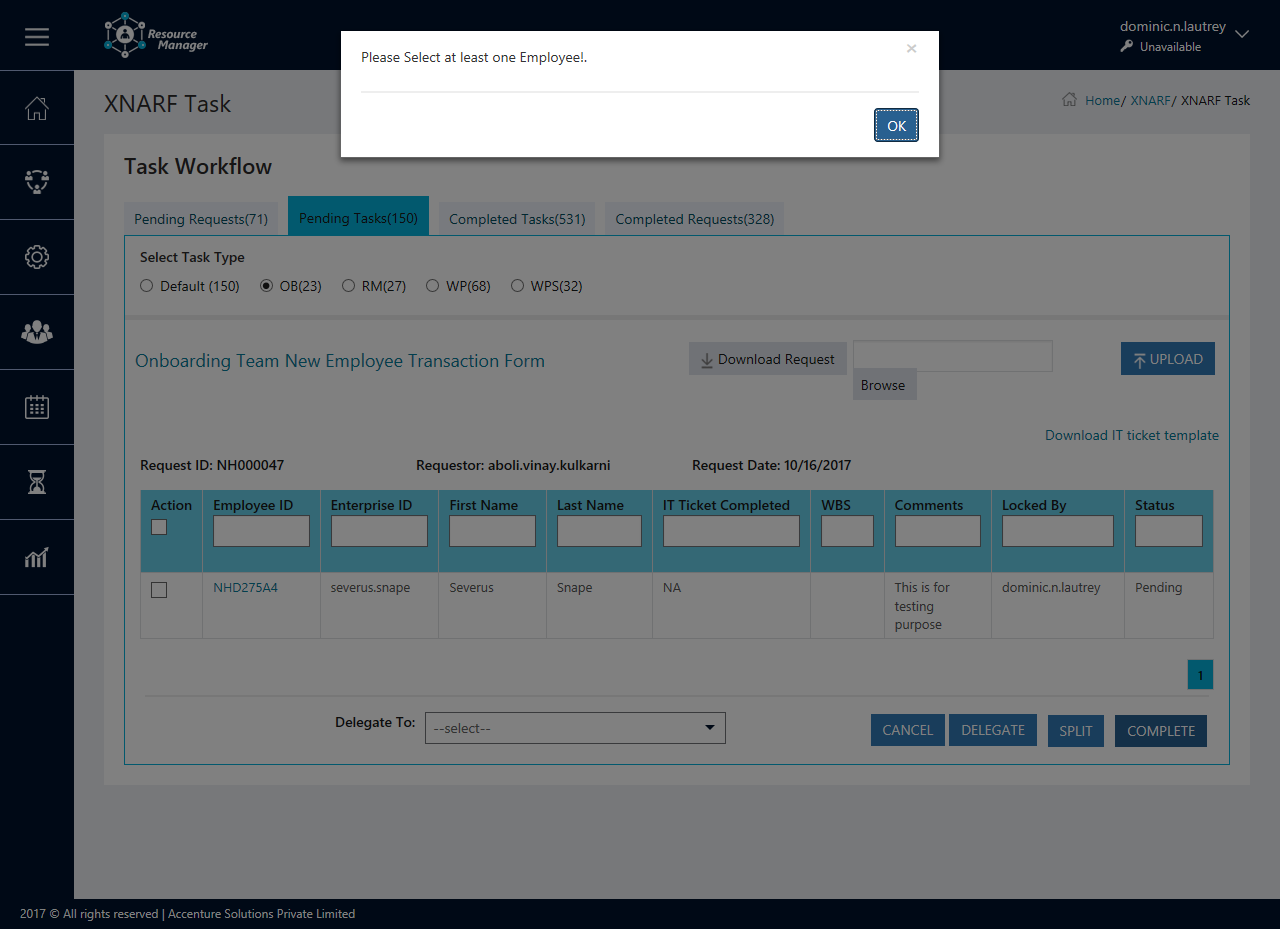 Resource
Manager
dominic.n.lautrey
Unavailable
Please Select at least one Employee!.
×
OK
XNARF Task
Home/ XNARF/ XNARF Task
Task Workflow
Pending Requests(71) Pending Tasks(150) Completed Tasks(531) Completed Requests(328)
Select Task Type
Default (150) OB(23) RM(27) WP(68) WPS(32)
Onboarding Team New Employee Transaction Form
Download Request
Browse
UPLOAD
Download IT ticket template
Request ID: NH000047 Requestor: aboli.vinay.kulkarni Request Date: 10/16/2017
Action Employee ID Enterprise ID First Name Last Name IT Ticket Completed WBS Comments Locked By Status
NHD275A4 severus.snape Severus Snape NA This is for dominic.n.lautrey Pending
testing
purpose
1
Delegate To: --select-- CANCEL DELEGATE SPLIT COMPLETE
2017 © All rights reserved | Accenture Solutions Private Limited